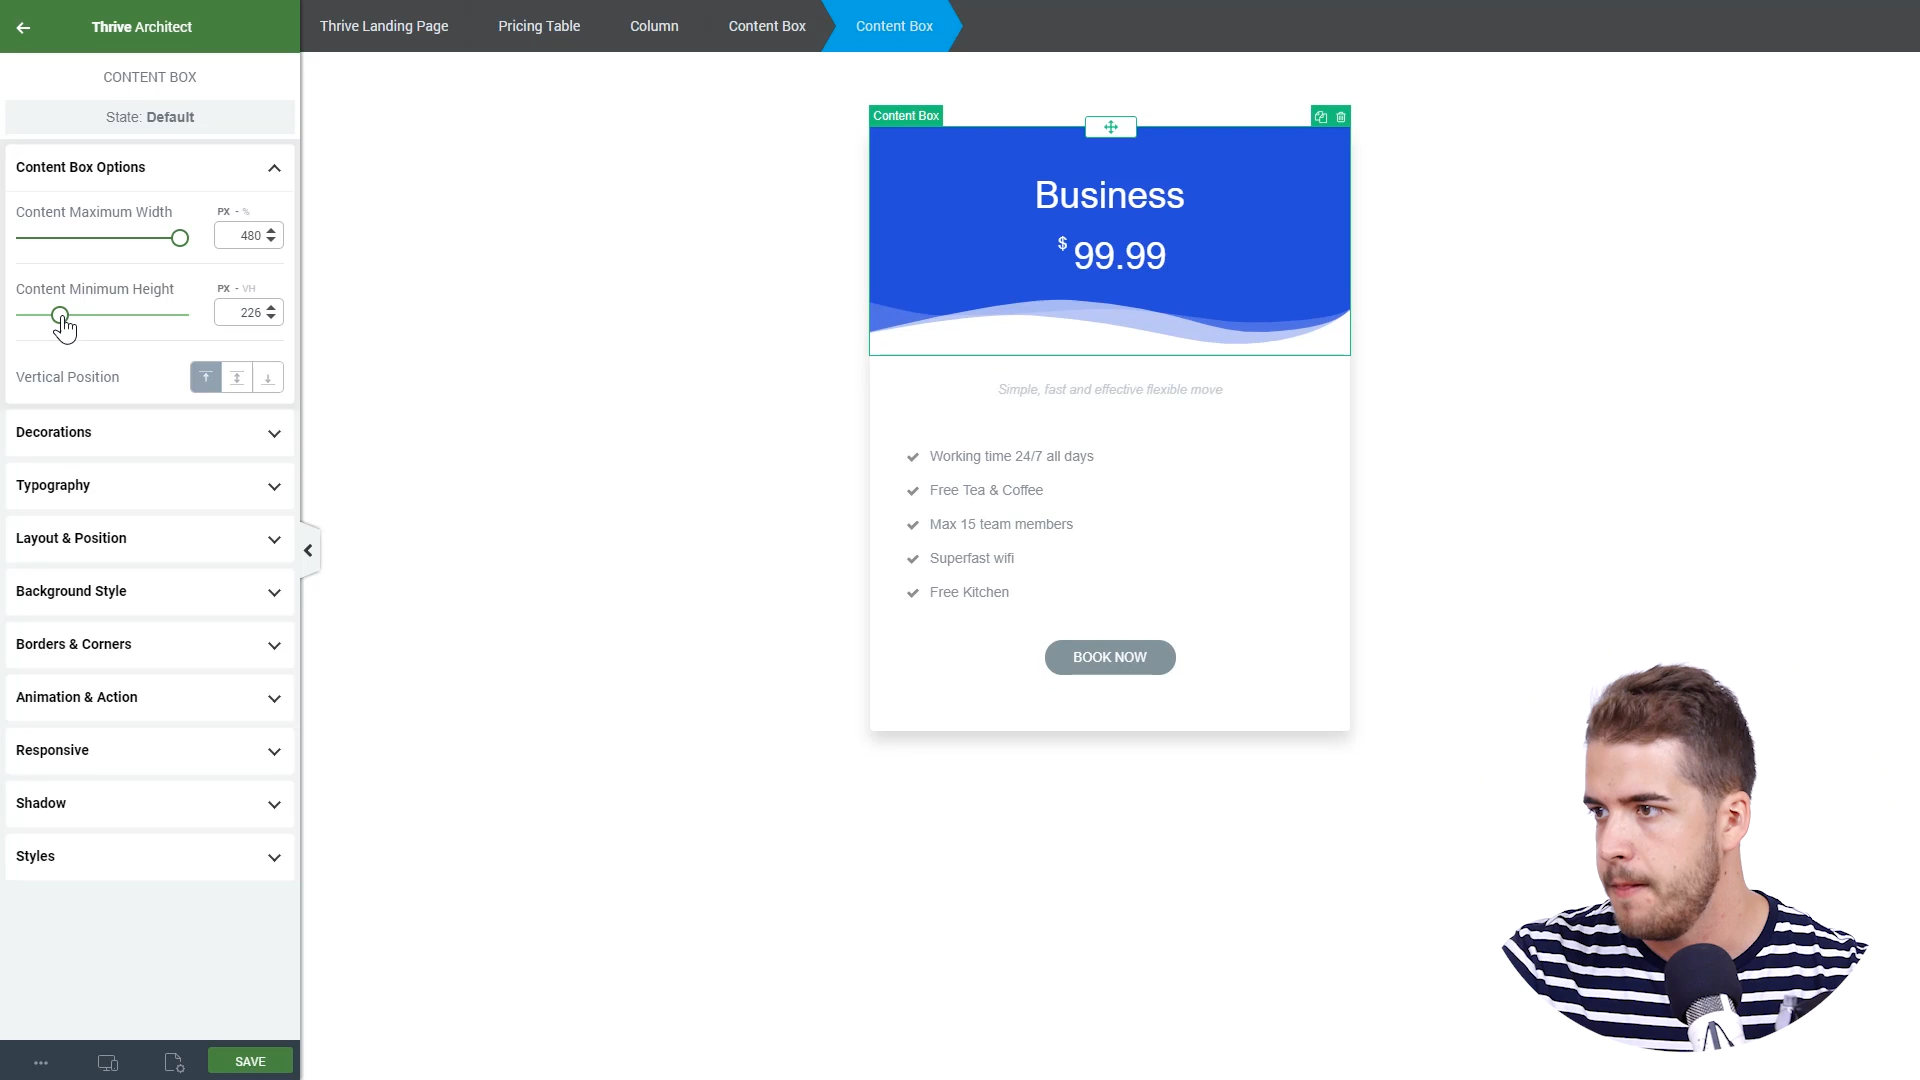 Thrive Architect
Thrive Landing Page
Pricing Table
Column
Content Box
Content Box
CONTENT BOX
State: Default
Content Box Options
Content Maximum Width
PX - %
480
Content Minimum Height
PX - VH
226
Vertical Position
Decorations
Typography
Layout & Position
Background Style
Borders & Corners
Animation & Action
Responsive
Shadow
Styles
SAVE
Content Box
Business
$ 99.99
Simple, fast and effective flexible move
Working time 24/7 all days
Free Tea & Coffee
Max 15 team members
Superfast wifi
Free Kitchen
BOOK NOW